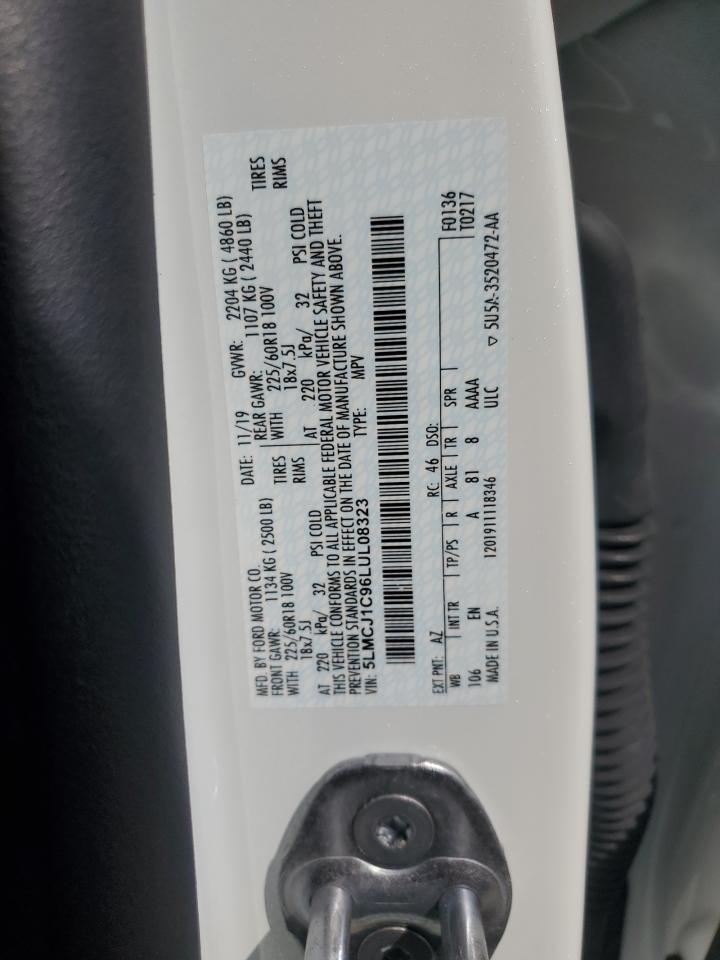 MFD. BY FORD MOTOR CO. DATE: 11/19 GVWR: 2204 KG ( 4860 LB)
FRONT GAWR: 1134 KG ( 2500 LB) REAR GAWR: 1107 KG ( 2440 LB)
WITH 225/60R18 100V TIRES WITH 225/60R18 100V TIRES
18x7.5J RIMS 18x7.5J RIMS
AT 220 kPa/ 32 PSI COLD AT 220 kPa/ 32 PSI COLD
THIS VEHICLE CONFORMS TO ALL APPLICABLE FEDERAL MOTOR VEHICLE SAFETY AND THEFT
PREVENTION STANDARDS IN EFFECT ON THE DATE OF MANUFACTURE SHOWN ABOVE.
VIN: 5LMCJ1C96LUL08323 TYPE: MPV
EXT PNT: AZ RC: 46 DSO: F0136
WB INT TR TP/PS R AXLE TR SPR T0217
106 EN A 81 8 AAAA
MADE IN U.S.A. 1201911118346 ULC ▽ 5U5A-3520472-AA